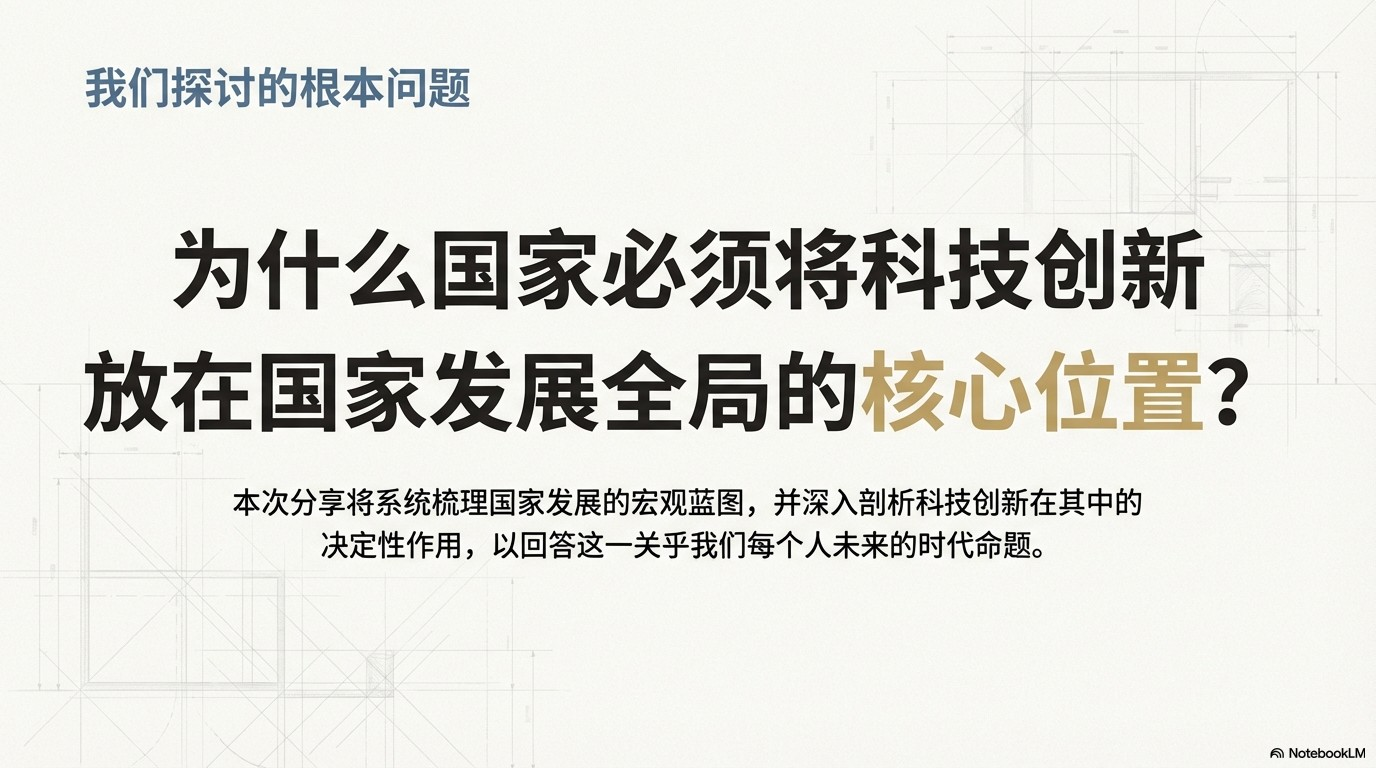 我们探讨的根本问题
为什么国家必须将科技创新
放在国家发展全局的核心位置？
本次分享将系统梳理国家发展的宏观蓝图，并深入剖析科技创新在其中的
决定性作用，以回答这一关乎我们每个人未来的时代命题。
NotebookLM